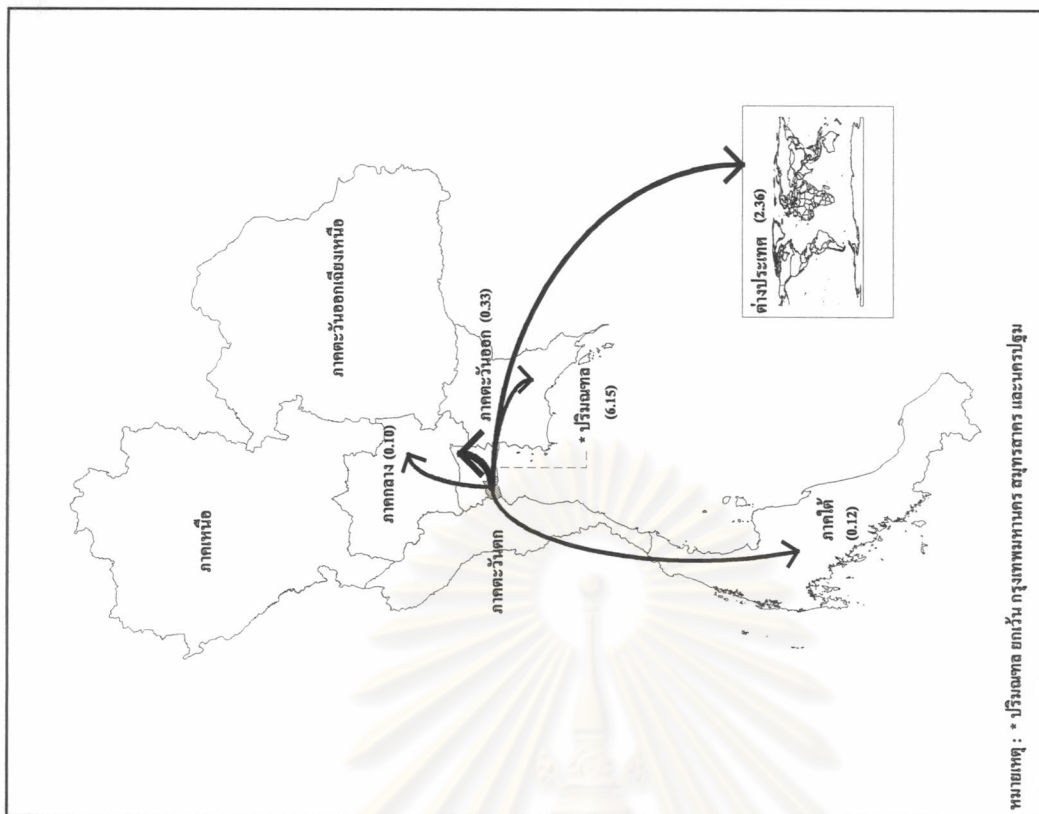 ภาคเหนือ
ภาคตะวันออกเฉียงเหนือ
ภาคกลาง (0.10)
ภาคตะวันออก (0.33)
ภาคตะวันตก
* ปริมณฑล
(6.15)
ต่างประเทศ (2.36)
ภาคใต้
(0.12)
หมายเหตุ : * ปริมณฑล ยกเว้น กรุงเทพมหานคร สมุทรสาคร และนครปฐม